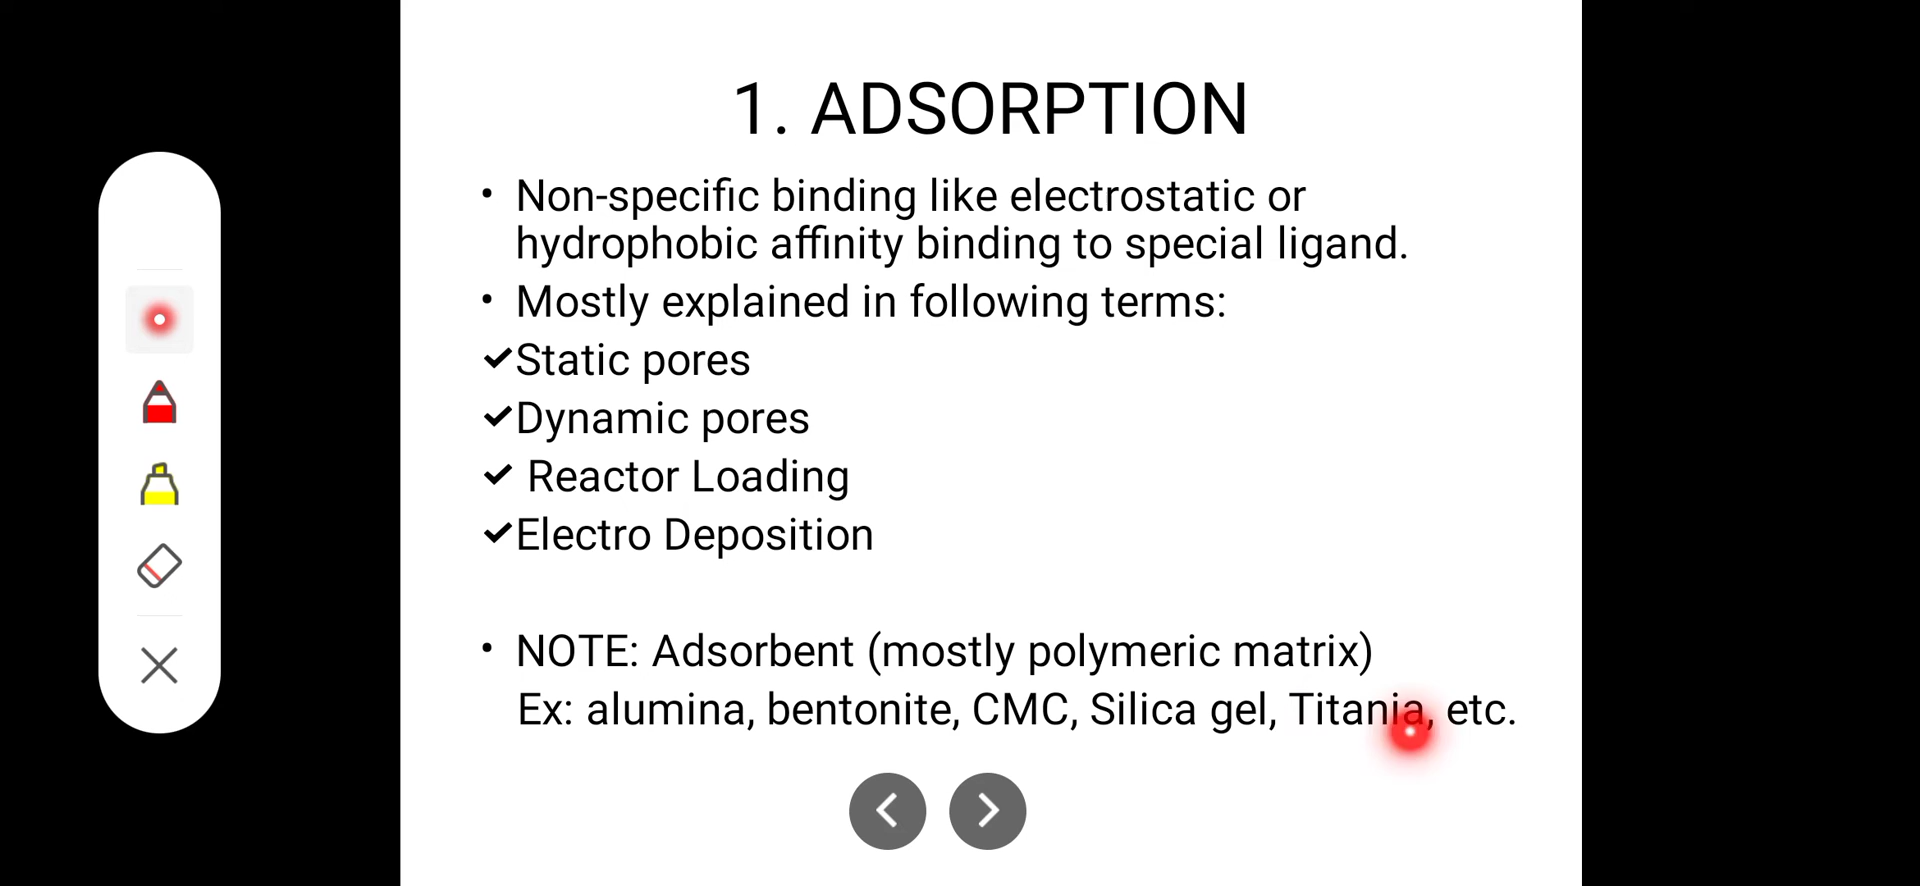 1. ADSORPTION
• Non-specific binding like electrostatic or
hydrophobic affinity binding to special ligand.
• Mostly explained in following terms:
✔Static pores
✔Dynamic pores
✔ Reactor Loading
✔Electro Deposition
• NOTE: Adsorbent (mostly polymeric matrix)
Ex: alumina, bentonite, CMC, Silica gel, Titania, etc.